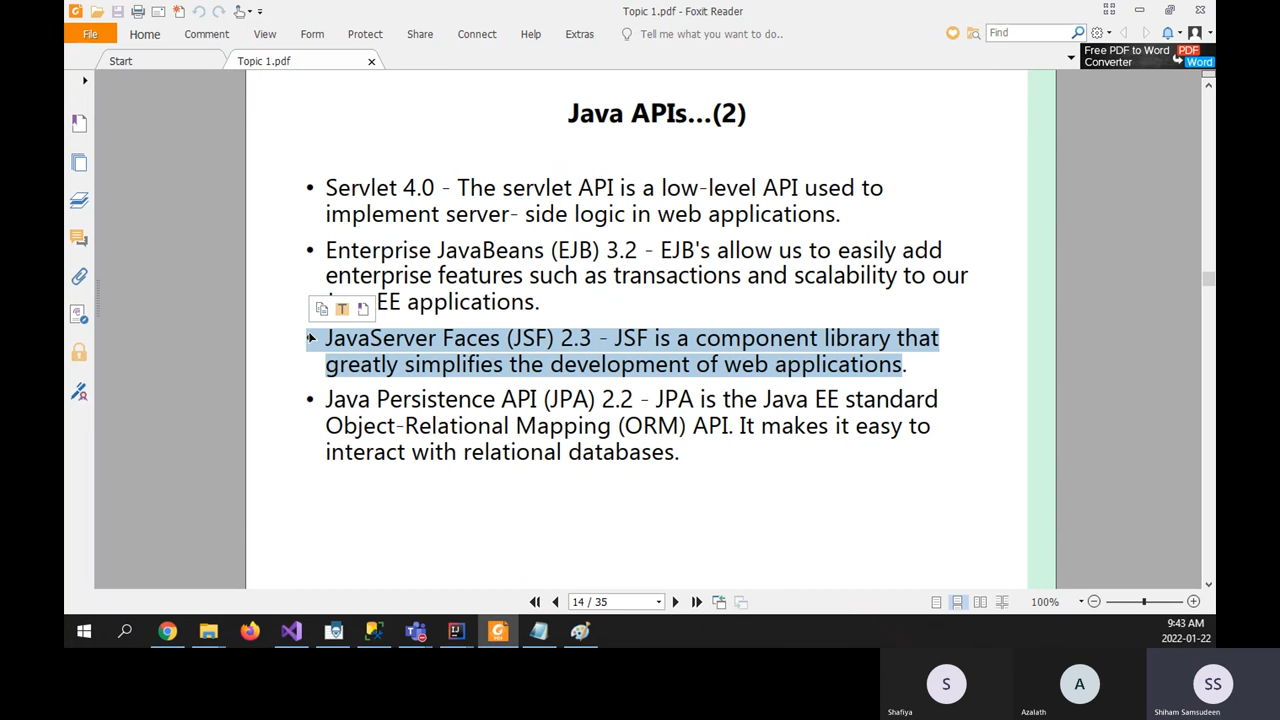 Topic 1.pdf - Foxit Reader
File Home Comment View Form Protect Share Connect Help Extras Tell me what you want to do.. Find
Start Topic 1.pdf
Free PDF to Word Converter PDF Word
Java APIs...(2)
• Servlet 4.0 - The servlet API is a low-level API used to
implement server- side logic in web applications.
• Enterprise JavaBeans (EJB) 3.2 - EJB's allow us to easily add
enterprise features such as transactions and scalability to our
EE applications.
JavaServer Faces (JSF) 2.3 - JSF is a component library that
greatly simplifies the development of web applications.
• Java Persistence API (JPA) 2.2 - JPA is the Java EE standard
Object-Relational Mapping (ORM) API. It makes it easy to
interact with relational databases.
14 / 35
100%
9:43 AM
2022-01-22
S A SS
Shafiya Azalath Shiham Samsudeen